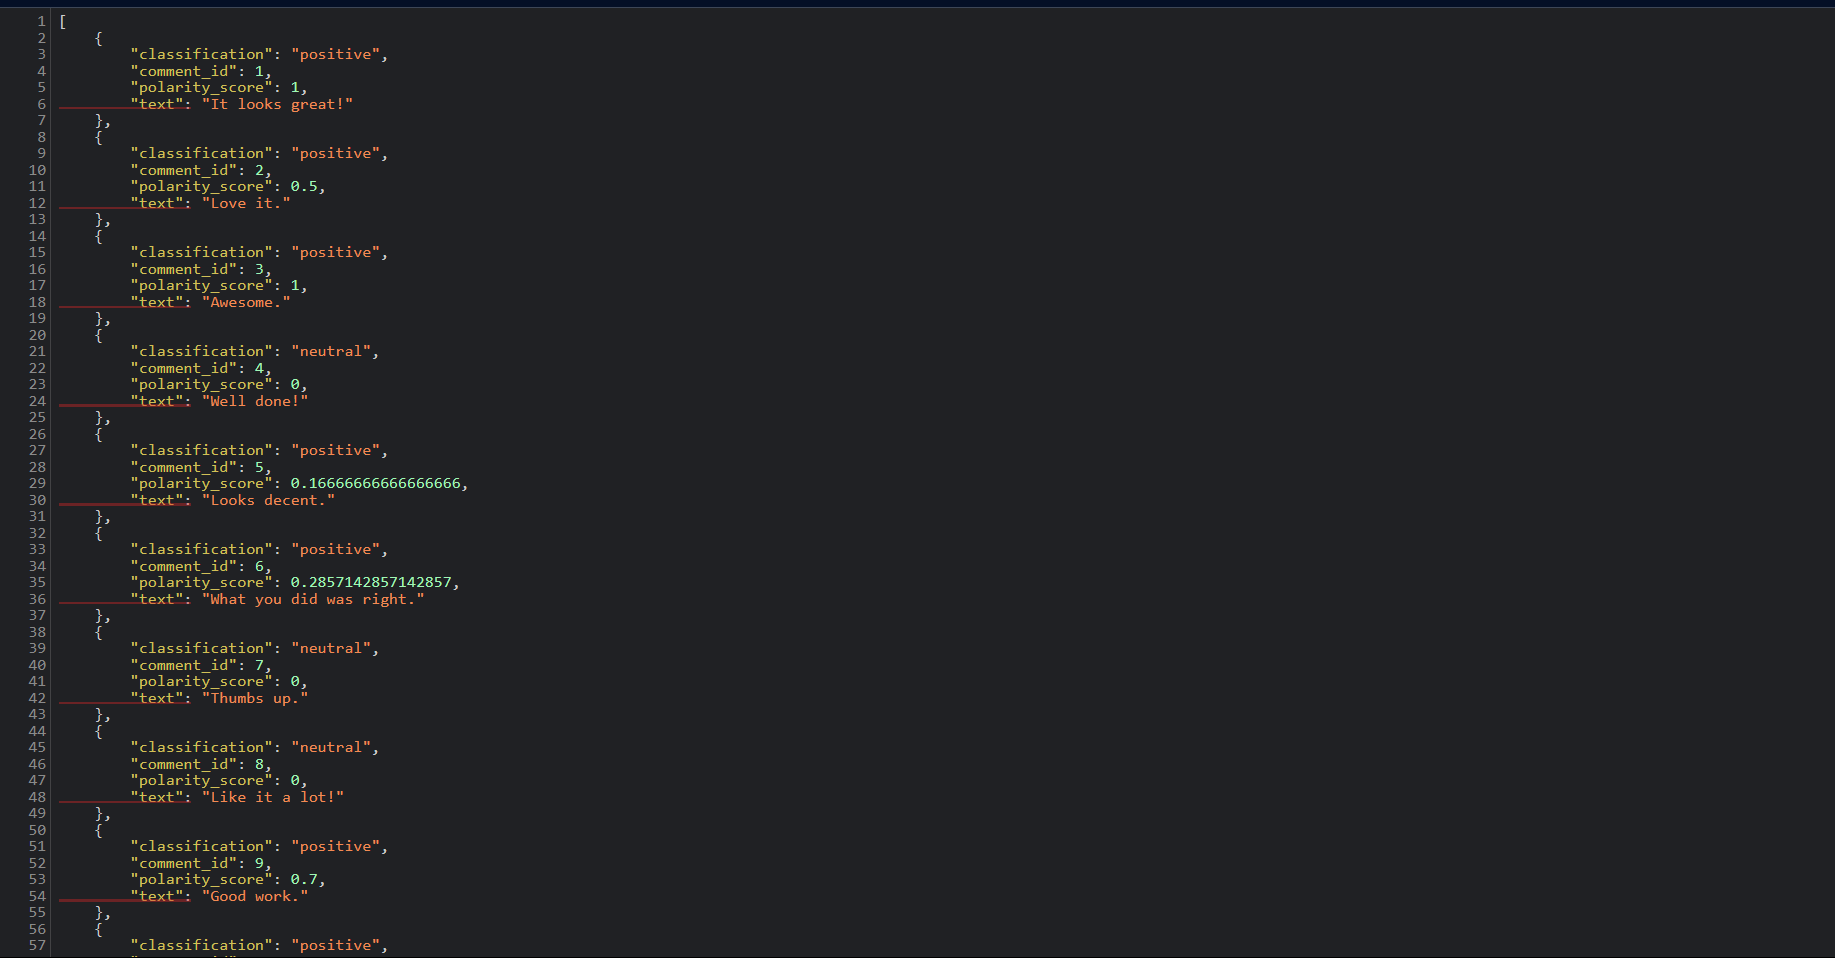 1 [
2     {
3         "classification": "positive",
4         "comment_id": 1,
5         "polarity_score": 1,
6         "text": "It looks great!"
7     },
8     {
9         "classification": "positive",
10         "comment_id": 2,
11         "polarity_score": 0.5,
12         "text": "Love it."
13     },
14     {
15         "classification": "positive",
16         "comment_id": 3,
17         "polarity_score": 1,
18         "text": "Awesome."
19     },
20     {
21         "classification": "neutral",
22         "comment_id": 4,
23         "polarity_score": 0,
24         "text": "Well done!"
25     },
26     {
27         "classification": "positive",
28         "comment_id": 5,
29         "polarity_score": 0.16666666666666666,
30         "text": "Looks decent."
31     },
32     {
33         "classification": "positive",
34         "comment_id": 6,
35         "polarity_score": 0.2857142857142857,
36         "text": "What you did was right."
37     },
38     {
39         "classification": "neutral",
40         "comment_id": 7,
41         "polarity_score": 0,
42         "text": "Thumbs up."
43     },
44     {
45         "classification": "neutral",
46         "comment_id": 8,
47         "polarity_score": 0,
48         "text": "Like it a lot!"
49     },
50     {
51         "classification": "positive",
52         "comment_id": 9,
53         "polarity_score": 0.7,
54         "text": "Good work."
55     },
56     {
57         "classification": "positive",